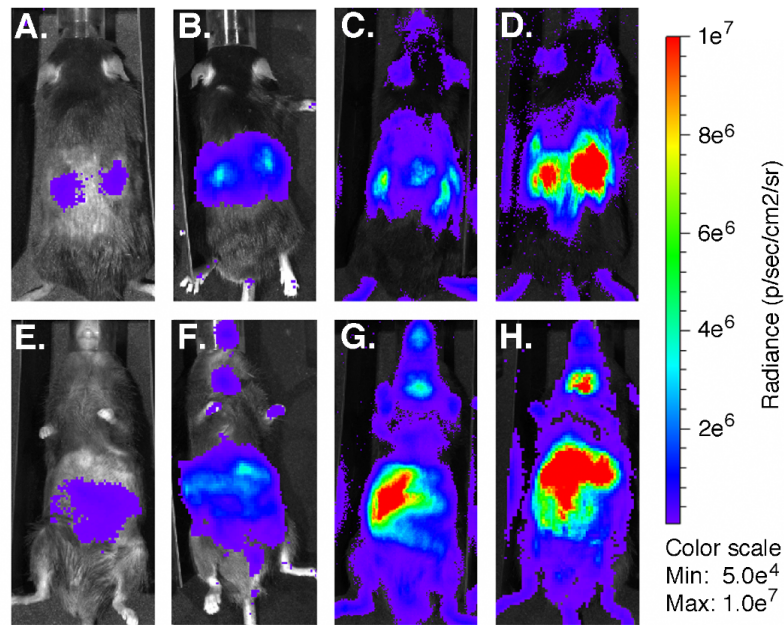 A.
B.
C.
D.
E.
F.
G.
H.
1e⁷
8e⁶
6e⁶
4e⁶
2e⁶
Radiance (p/sec/cm2/sr)
Color scale
Min: 5.0e⁴
Max: 1.0e⁷